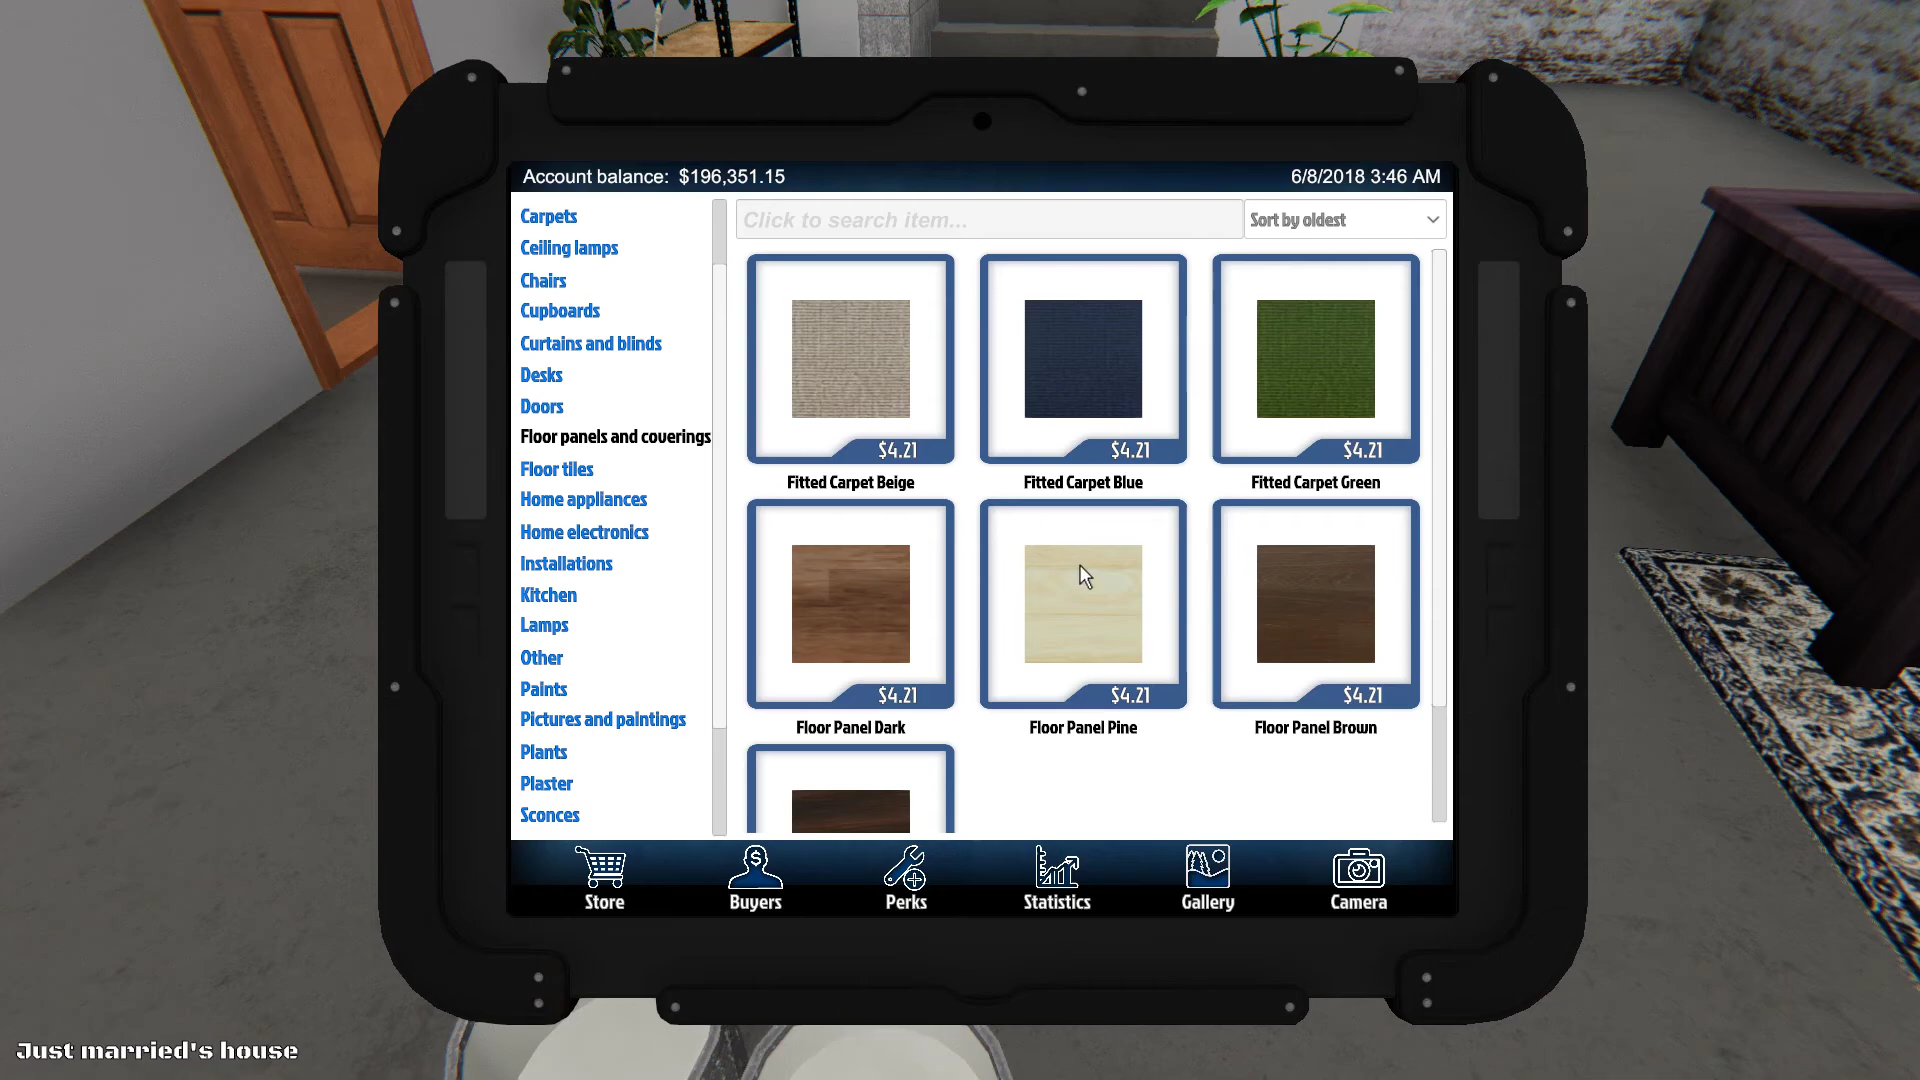 Account balance: $196,351.15
6/8/2018 3:46 AM
Carpets
Ceiling lamps
Chairs
Cupboards
Curtains and blinds
Desks
Doors
Floor panels and coverings
Floor tiles
Home appliances
Home electronics
Installations
Kitchen
Lamps
Other
Paints
Pictures and paintings
Plants
Plaster
Sconces
Click to search item...
Sort by oldest
$4.21
$4.21
$4.21
Fitted Carpet Beige
Fitted Carpet Blue
Fitted Carpet Green
$4.21
$4.21
$4.21
Floor Panel Dark
Floor Panel Pine
Floor Panel Brown
Store
Buyers
Perks
Statistics
Gallery
Camera
Just married's house